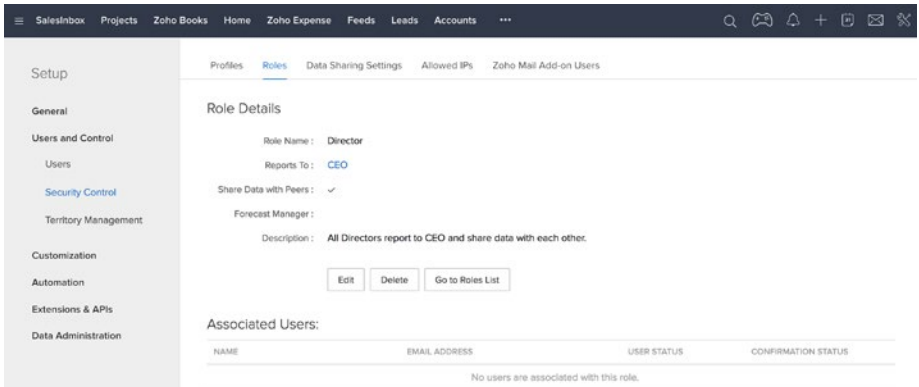 SalesInbox Projects Zoho Books Home Zoho Expense Feeds Leads Accounts •••
Setup
General
Users and Control
Users
Security Control
Territory Management
Customization
Automation
Extensions & APIs
Data Administration
Profiles Roles Data Sharing Settings Allowed IPs Zoho Mail Add-on Users
Role Details
Role Name : Director
Reports To : CEO
Share Data with Peers : ✓
Forecast Manager :
Description : All Directors report to CEO and share data with each other.
Edit Delete Go to Roles List
Associated Users:
NAME EMAIL ADDRESS USER STATUS CONFIRMATION STATUS
No users are associated with this role.